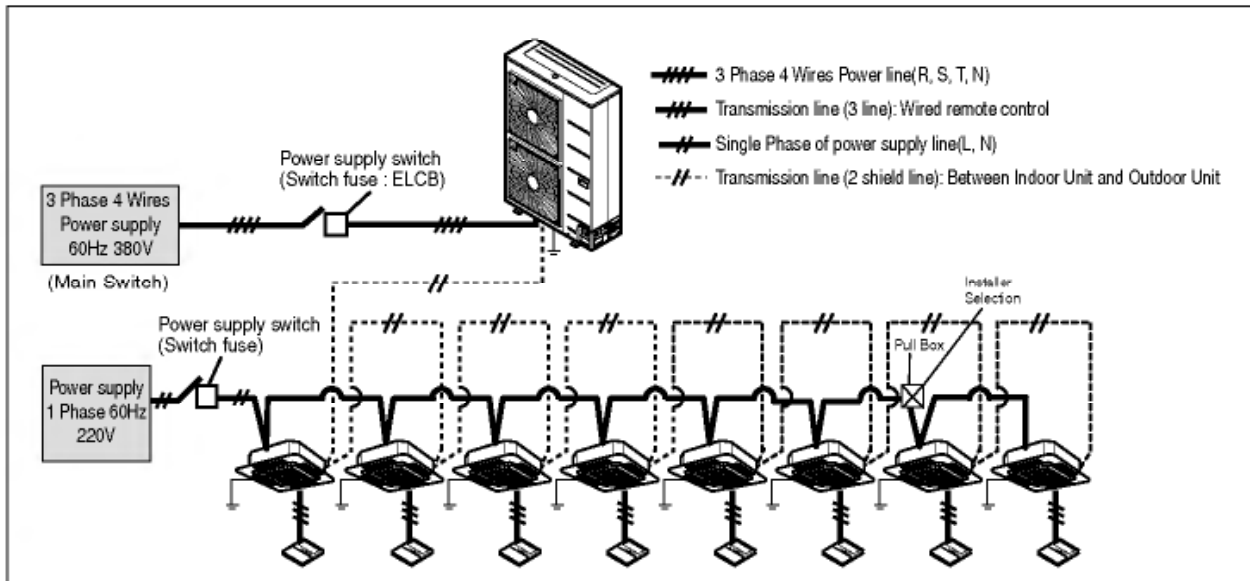 3 Phase 4 Wires Power line(R, S, T, N)
Transmission line (3 line): Wired remote control
Single Phase of power supply line(L, N)
Transmission line (2 shield line): Between Indoor Unit and Outdoor Unit
Power supply switch
(Switch fuse : ELCB)
3 Phase 4 Wires
Power supply
60Hz 380V
(Main Switch)
Installer
Selection
Pull Box
Power supply switch
(Switch fuse)
Power supply
1 Phase 60Hz
220V